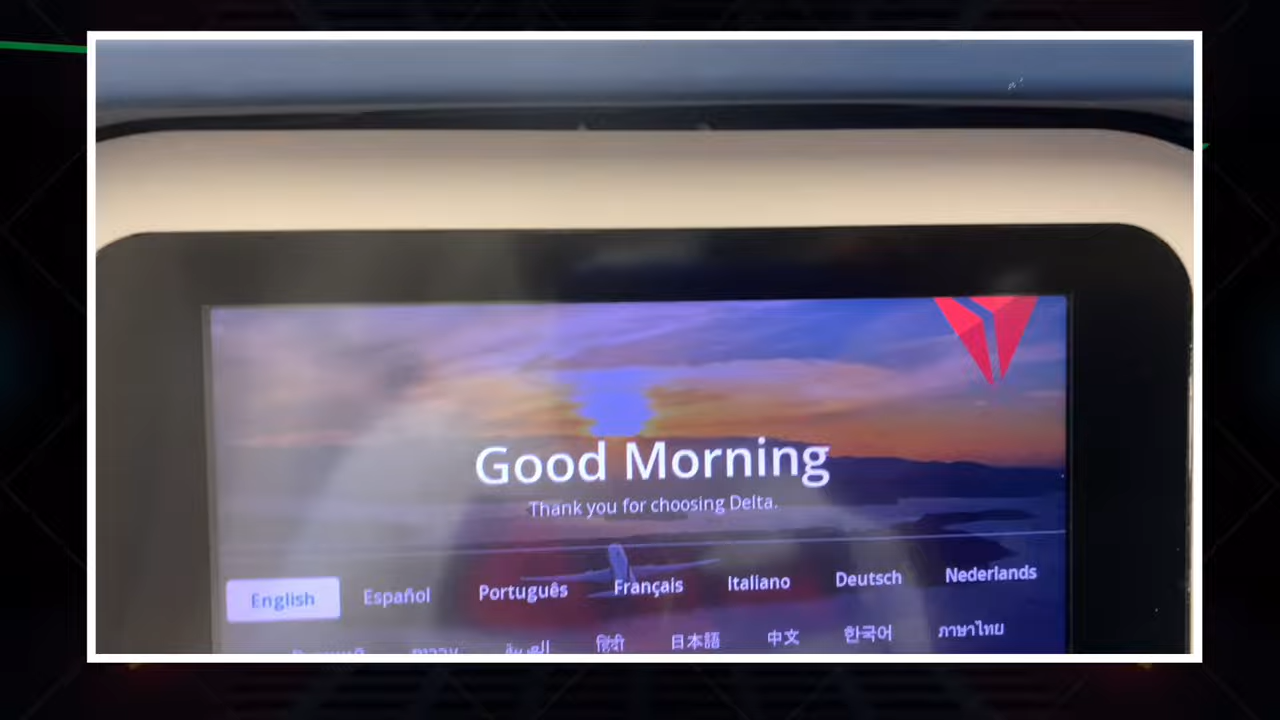 Good Morning
Thank you for choosing Delta.
English Español Português Français Italiano Deutsch Nederlands
हिंदी 日本語 中文 한국어 ภาษาไทย